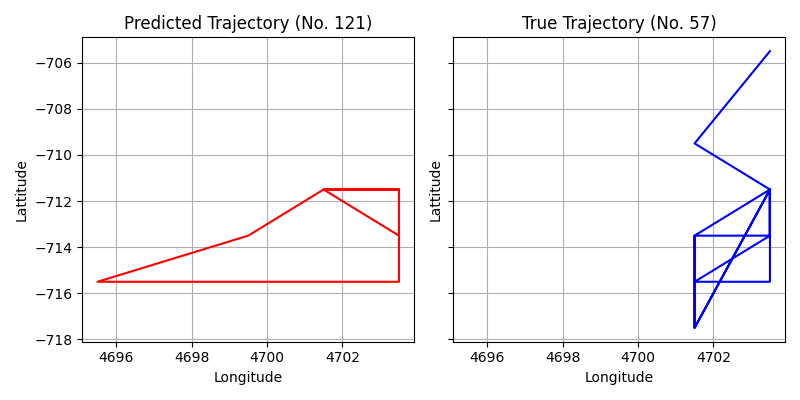 Predicted Trajectory (No. 121)
True Trajectory (No. 57)
−706
−708
−710
−712
−714
−716
−718
Lattitude
Lattitude
4696 4698 4700 4702
4696 4698 4700 4702
Longitude
Longitude